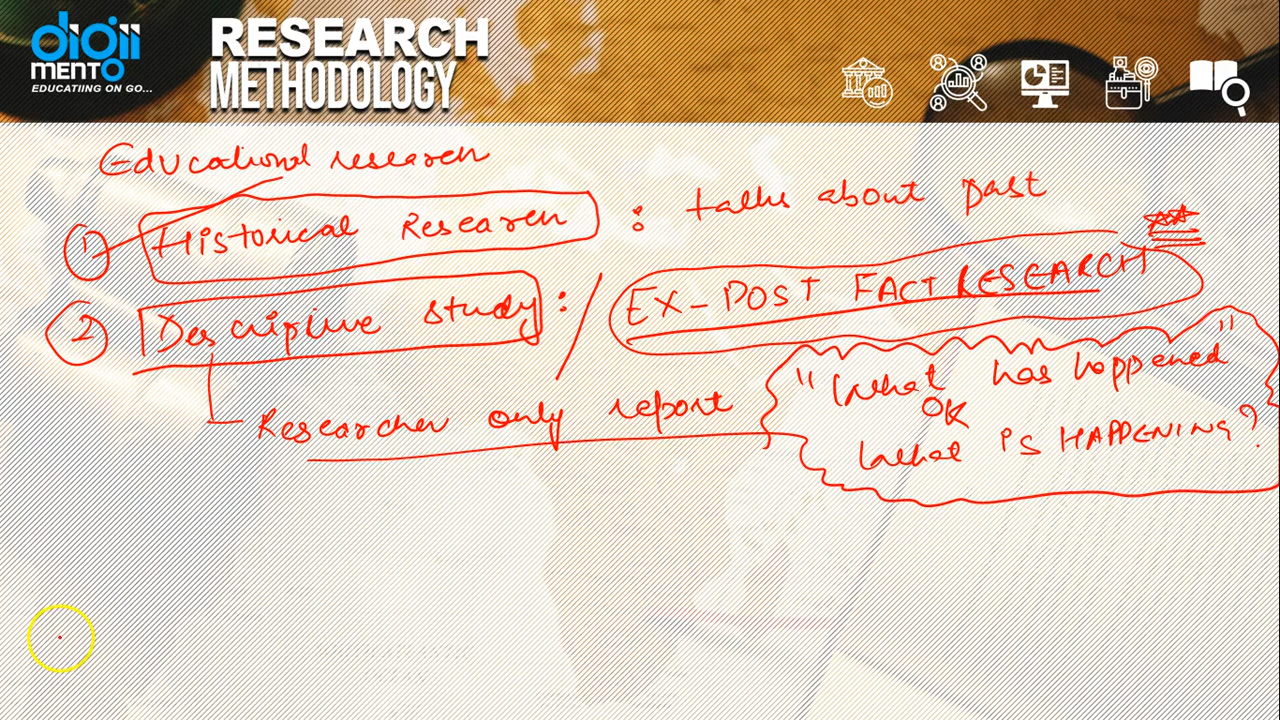 digii
MENTO
EDUCATIING ON GO...
RESEARCH
METHODOLOGY
Educational research
1 Historical Research : talks about past
2 Descriptive study : / EX-POST FACT RESEARCH
Researcher only report "What has happened"
OR
What is HAPPENING?